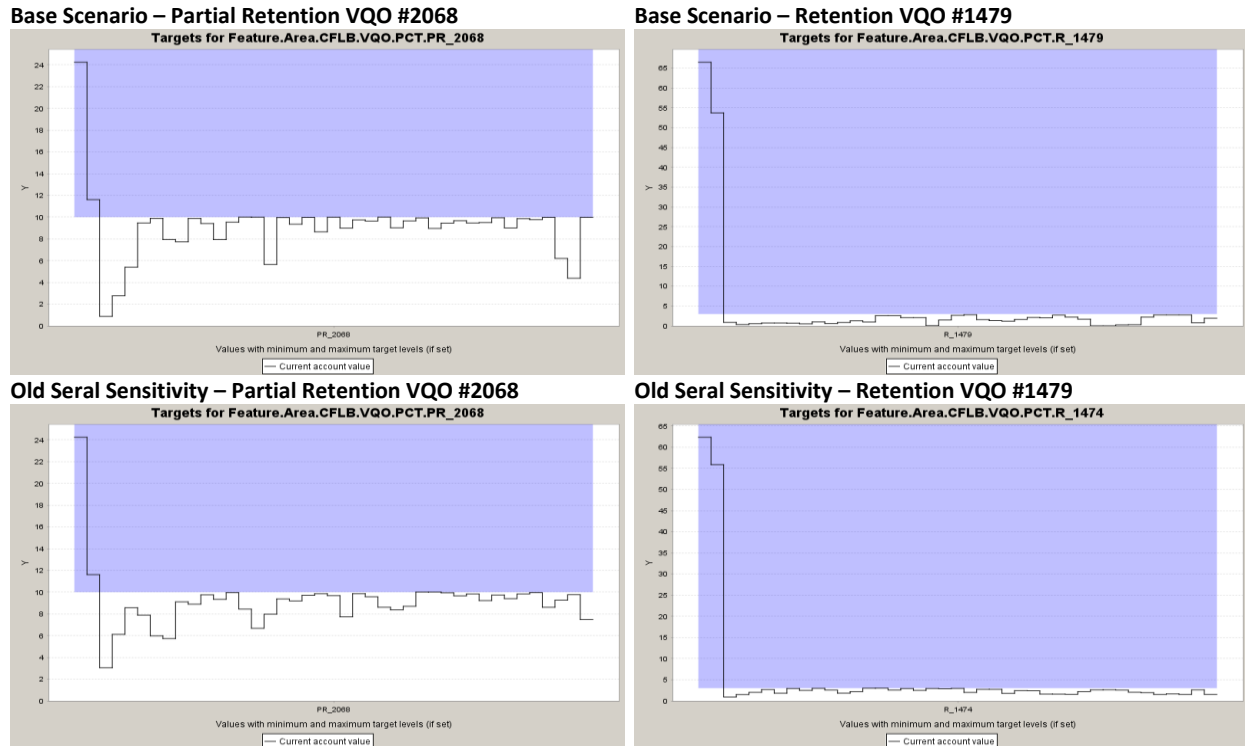 Base Scenario – Partial Retention VQO #2068
Targets for Feature.Area.CFLB.VQO.PCT.PR_2068
24
22
20
18
16
14
12
10
8
6
4
2
0
Y
PR_2068
Values with minimum and maximum target levels (if set)
Current account value
Base Scenario – Retention VQO #1479
Targets for Feature.Area.CFLB.VQO.PCT.R_1479
65
60
55
50
45
40
35
30
25
20
15
10
5
0
Y
R_1479
Values with minimum and maximum target levels (if set)
Current account value
Old Seral Sensitivity – Partial Retention VQO #2068
Targets for Feature.Area.CFLB.VQO.PCT.PR_2068
24
22
20
18
16
14
12
10
8
6
4
2
0
Y
PR_2068
Values with minimum and maximum target levels (if set)
Current account value
Old Seral Sensitivity – Retention VQO #1479
Targets for Feature.Area.CFLB.VQO.PCT.R_1474
65
60
55
50
45
40
35
30
25
20
15
10
5
0
Y
R_1474
Values with minimum and maximum target levels (if set)
Current account value